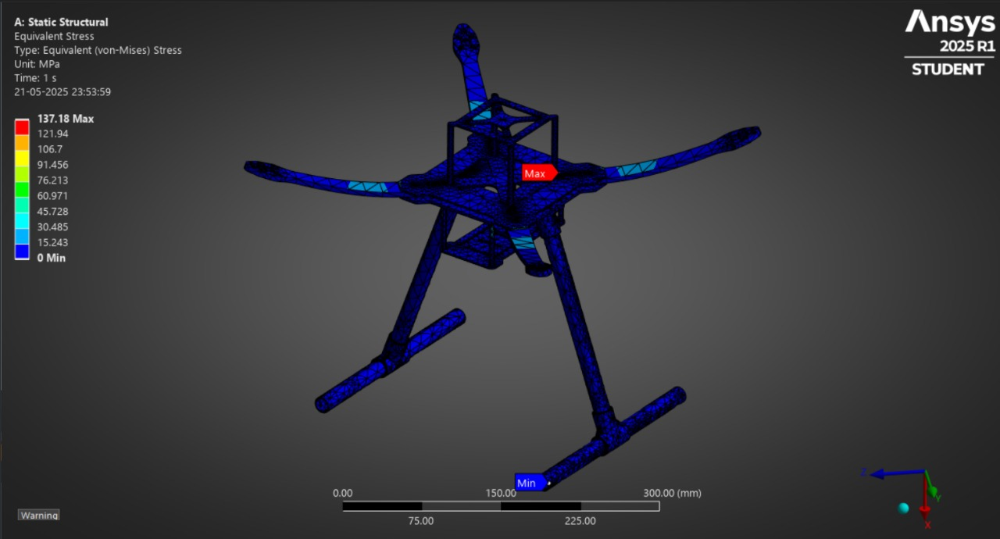 A: Static Structural
Equivalent Stress
Type: Equivalent (von-Mises) Stress
Unit: MPa
Time: 1 s
21-05-2025 23:53:59
137.18 Max
121.94
106.7
91.456
76.213
60.971
45.728
30.485
15.243
0 Min
Ansys
2025 R1
STUDENT
Max
Min
0.00 150.00 300.00 (mm)
75.00 225.00
Warning
Z
Y
X